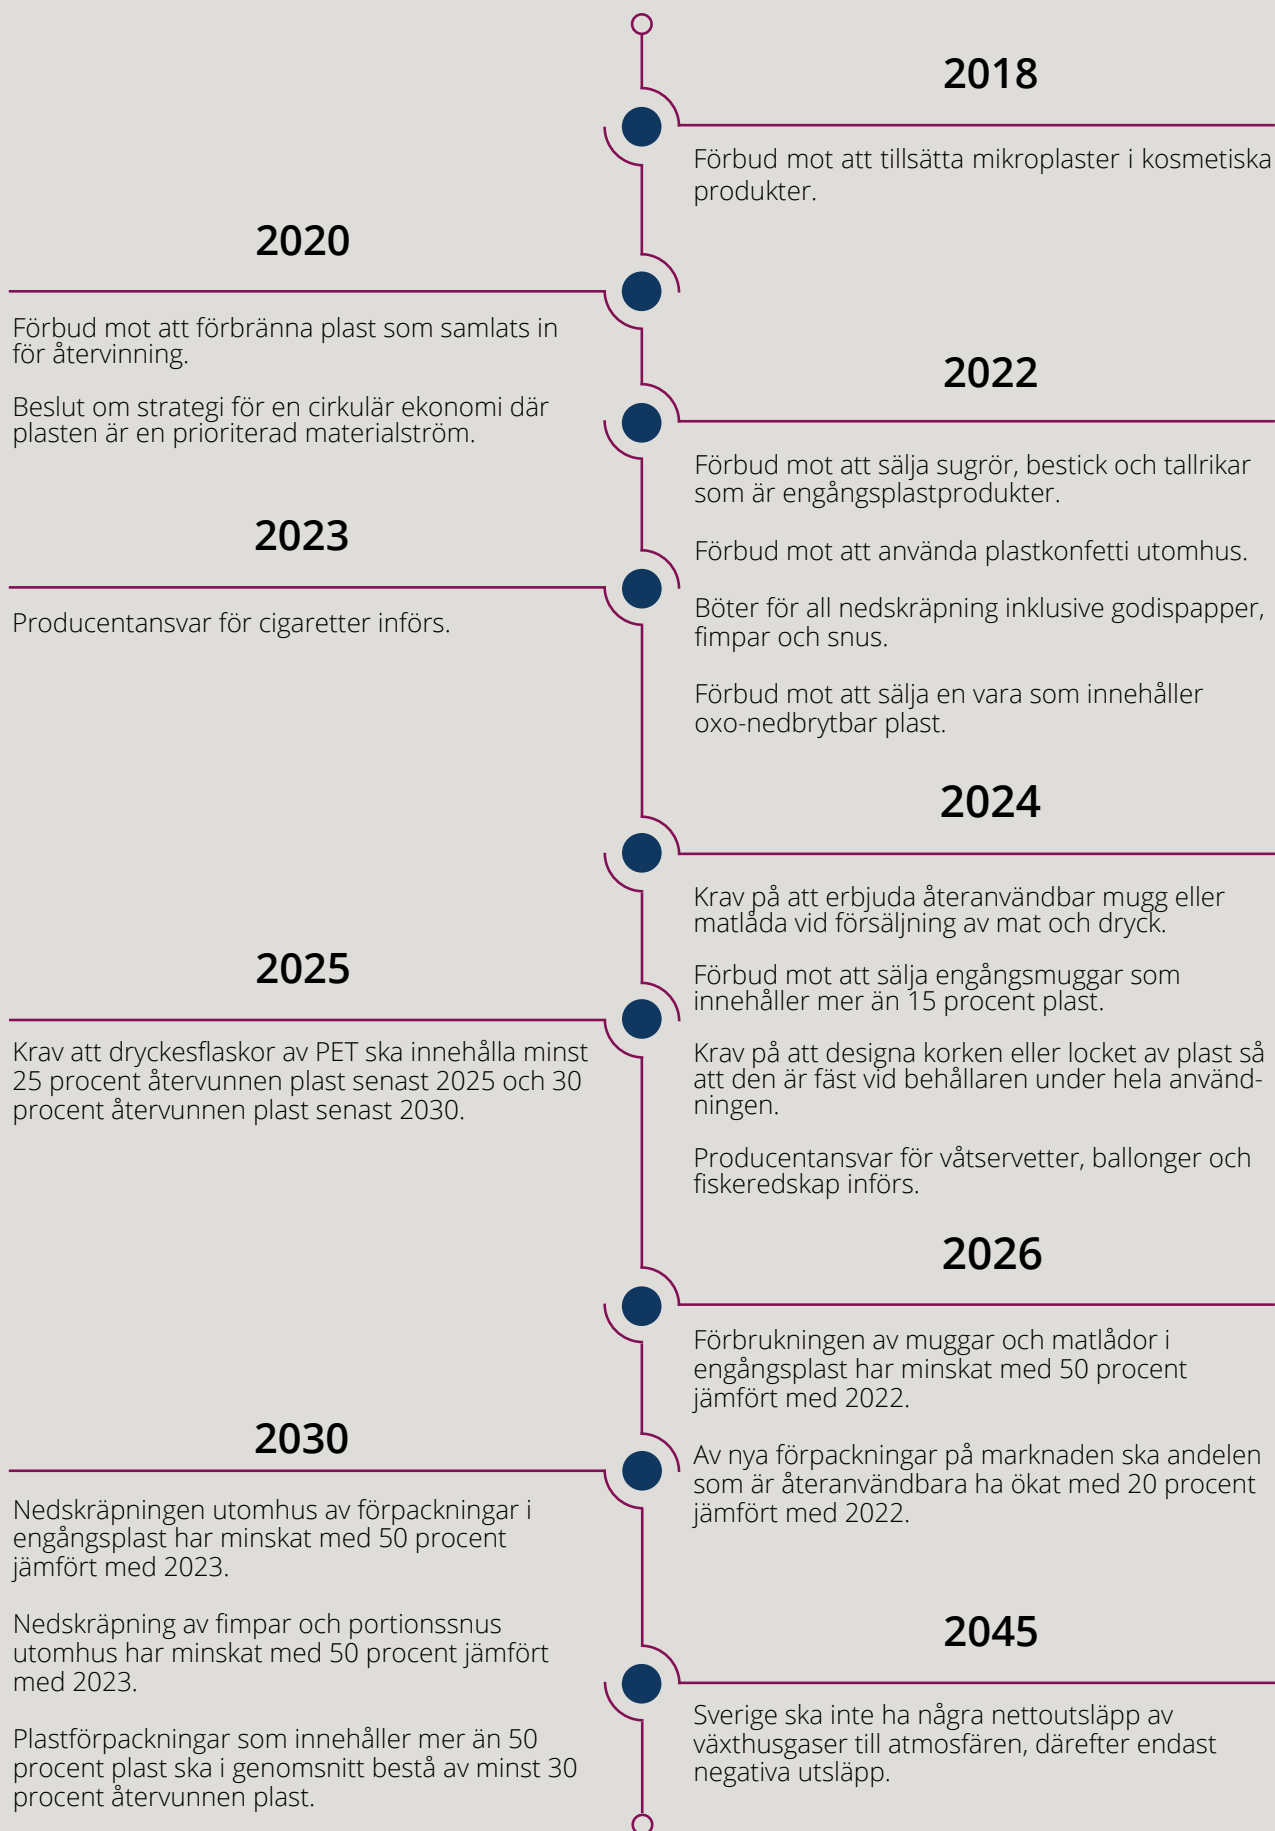 2018
Förbud mot att tillsätta mikroplaster i kosmetiska
produkter.
2020
Förbud mot att förbränna plast som samlats in
för återvinning.
Beslut om strategi för en cirkulär ekonomi där
plasten är en prioriterad materialström.
2022
Förbud mot att sälja sugrör, bestick och tallrikar
som är engångsplastprodukter.
Förbud mot att använda plastkonfetti utomhus.
Böter för all nedskräpning inklusive godispapper,
fimpar och snus.
Förbud mot att sälja en vara som innehåller
oxo-nedbrytbar plast.
2023
Producentansvar för cigaretter införs.
2024
Krav på att erbjuda återanvändbar mugg eller
matlåda vid försäljning av mat och dryck.
Förbud mot att sälja engångsmuggar som
innehåller mer än 15 procent plast.
Krav på att designa korken eller locket av plast så
att den är fäst vid behållaren under hela använd-
ningen.
Producentansvar för våtservetter, ballonger och
fiskeredskap införs.
2025
Krav att dryckesflaskor av PET ska innehålla minst
25 procent återvunnen plast senast 2025 och 30
procent återvunnen plast senast 2030.
2026
Förbrukningen av muggar och matlådor i
engångsplast har minskat med 50 procent
jämfört med 2022.
Av nya förpackningar på marknaden ska andelen
som är återanvändbara ha ökat med 20 procent
jämfört med 2022.
2030
Nedskräpningen utomhus av förpackningar i
engångsplast har minskat med 50 procent
jämfört med 2023.
Nedskräpning av fimpar och portionssnus
utomhus har minskat med 50 procent jämfört
med 2023.
Plastförpackningar som innehåller mer än 50
procent plast ska i genomsnitt bestå av minst 30
procent återvunnen plast.
2045
Sverige ska inte ha några nettoutsläpp av
växthusgaser till atmosfären, därefter endast
negativa utsläpp.